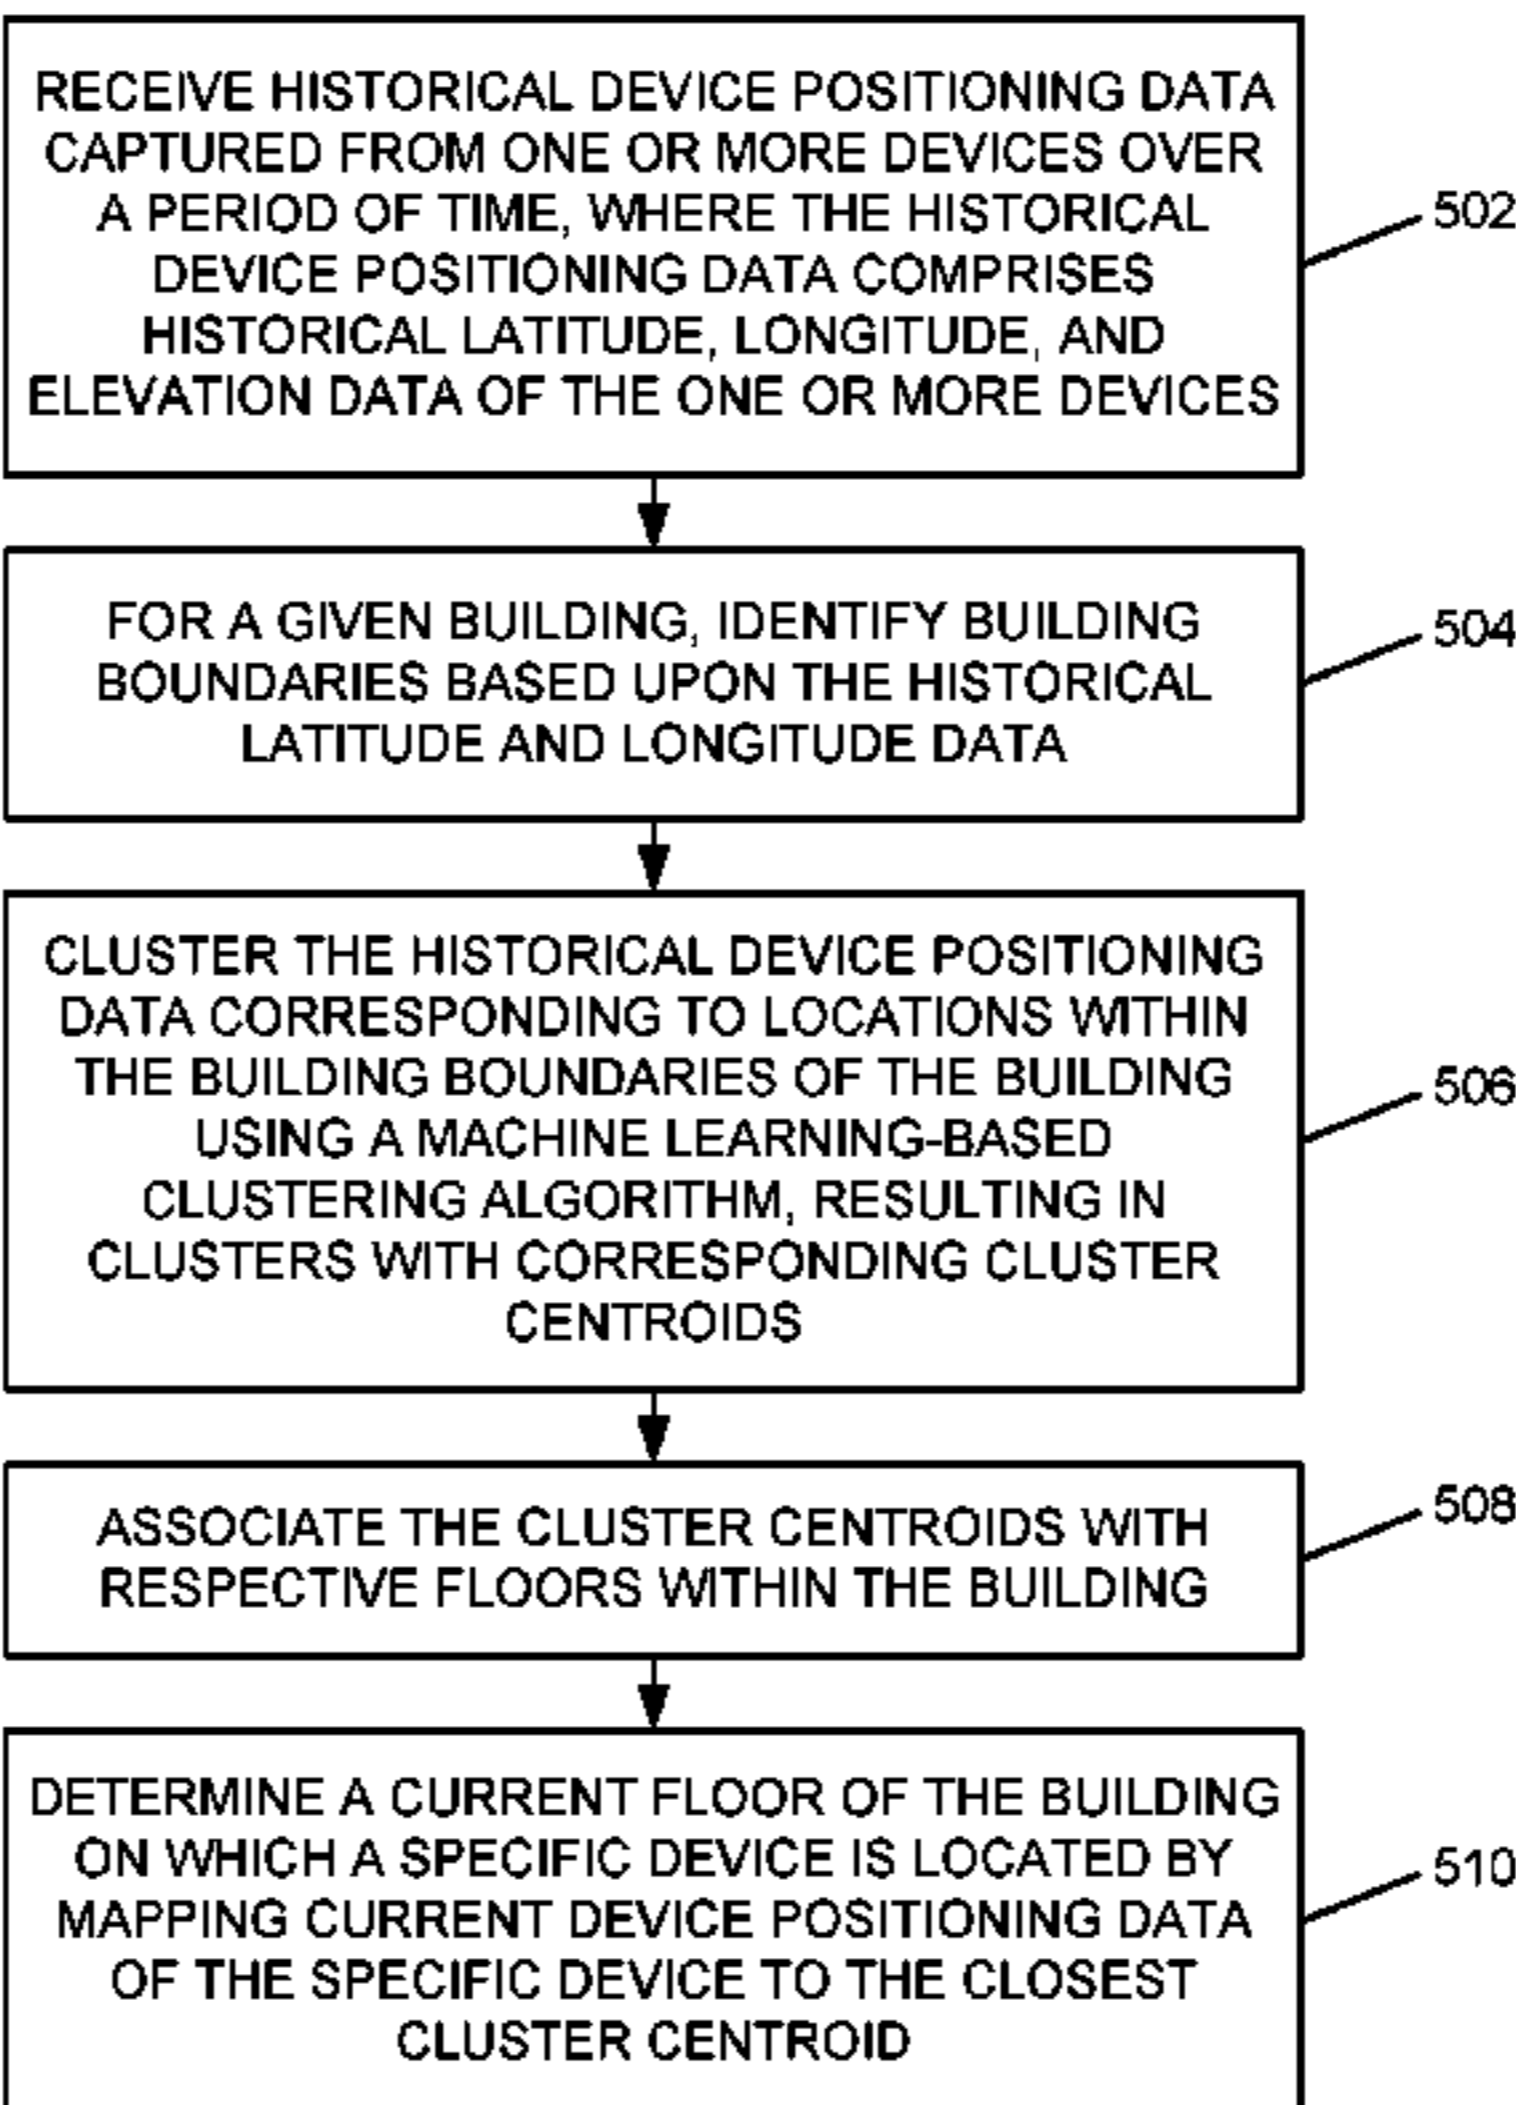 RECEIVE HISTORICAL DEVICE POSITIONING DATA
CAPTURED FROM ONE OR MORE DEVICES OVER
A PERIOD OF TIME, WHERE THE HISTORICAL
DEVICE POSITIONING DATA COMPRISES
HISTORICAL LATITUDE, LONGITUDE, AND
ELEVATION DATA OF THE ONE OR MORE DEVICES
502
FOR A GIVEN BUILDING, IDENTIFY BUILDING
BOUNDARIES BASED UPON THE HISTORICAL
LATITUDE AND LONGITUDE DATA
504
CLUSTER THE HISTORICAL DEVICE POSITIONING
DATA CORRESPONDING TO LOCATIONS WITHIN
THE BUILDING BOUNDARIES OF THE BUILDING
USING A MACHINE LEARNING-BASED
CLUSTERING ALGORITHM, RESULTING IN
CLUSTERS WITH CORRESPONDING CLUSTER
CENTROIDS
506
ASSOCIATE THE CLUSTER CENTROIDS WITH
RESPECTIVE FLOORS WITHIN THE BUILDING
508
DETERMINE A CURRENT FLOOR OF THE BUILDING
ON WHICH A SPECIFIC DEVICE IS LOCATED BY
MAPPING CURRENT DEVICE POSITIONING DATA
OF THE SPECIFIC DEVICE TO THE CLOSEST
CLUSTER CENTROID
510